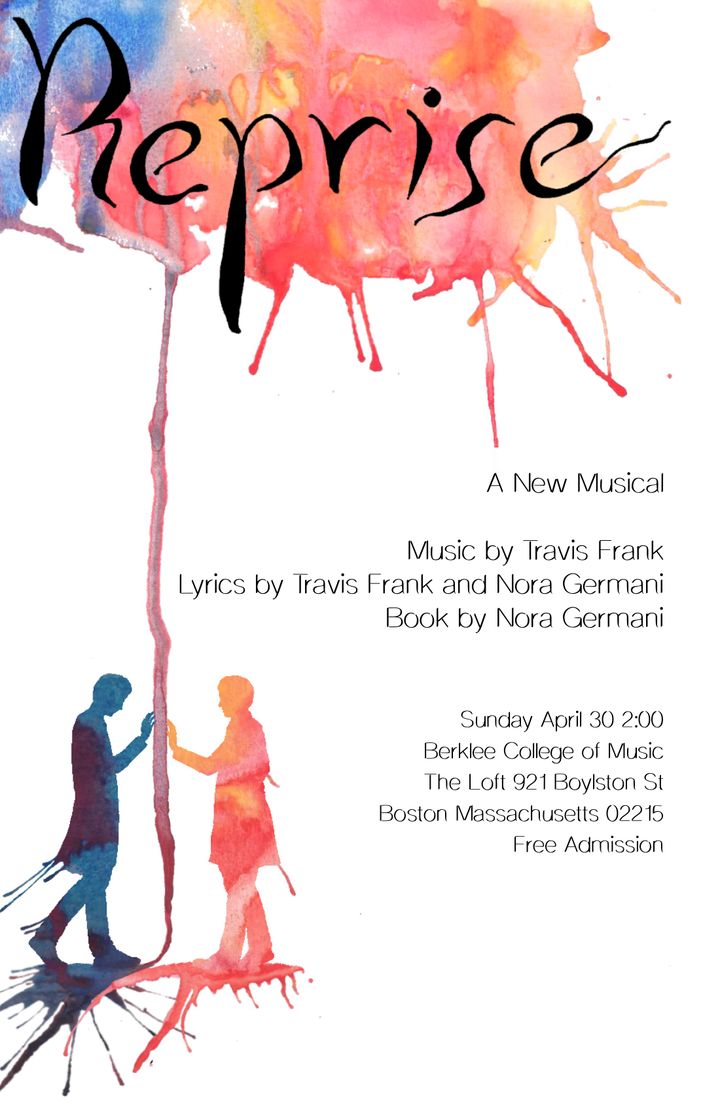 Reprise
A New Musical
Music by Travis Frank
Lyrics by Travis Frank and Nora Germani
Book by Nora Germani
Sunday April 30 2:00
Berklee College of Music
The Loft 921 Boylston St
Boston Massachusetts 02215
Free Admission